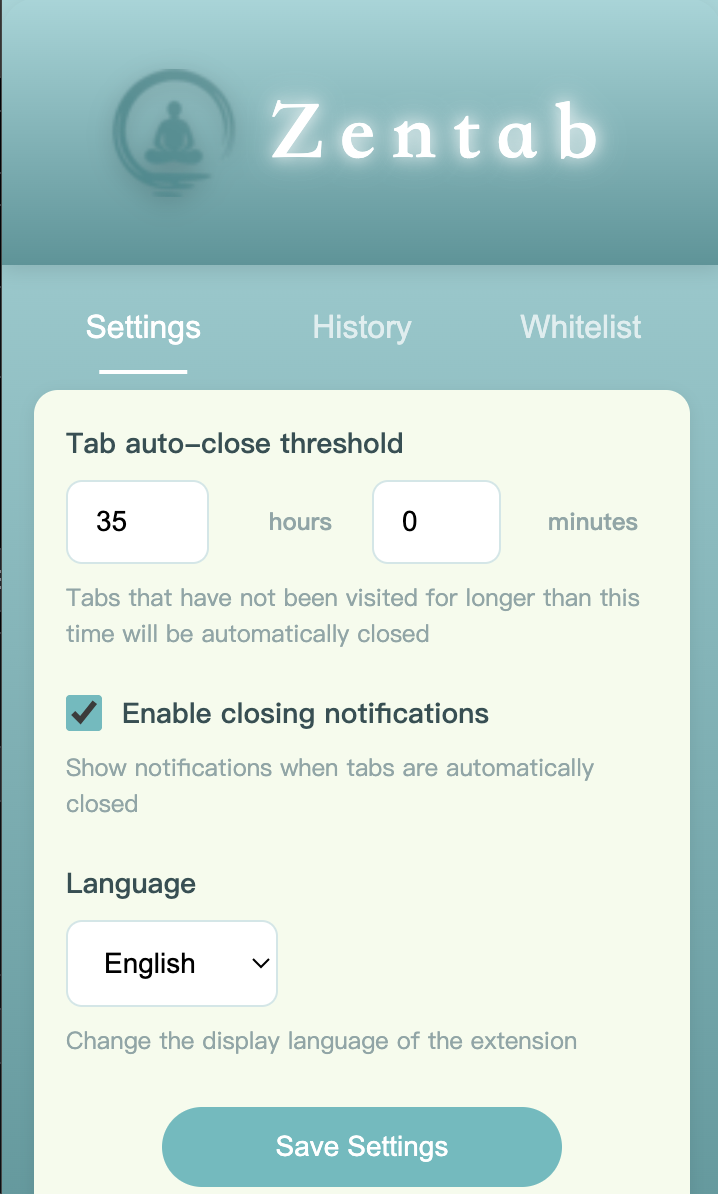 Zentab
Settings History Whitelist
Tab auto-close threshold
35 hours 0 minutes
Tabs that have not been visited for longer than this
time will be automatically closed
Enable closing notifications
Show notifications when tabs are automatically
closed
Language
English
Change the display language of the extension
Save Settings